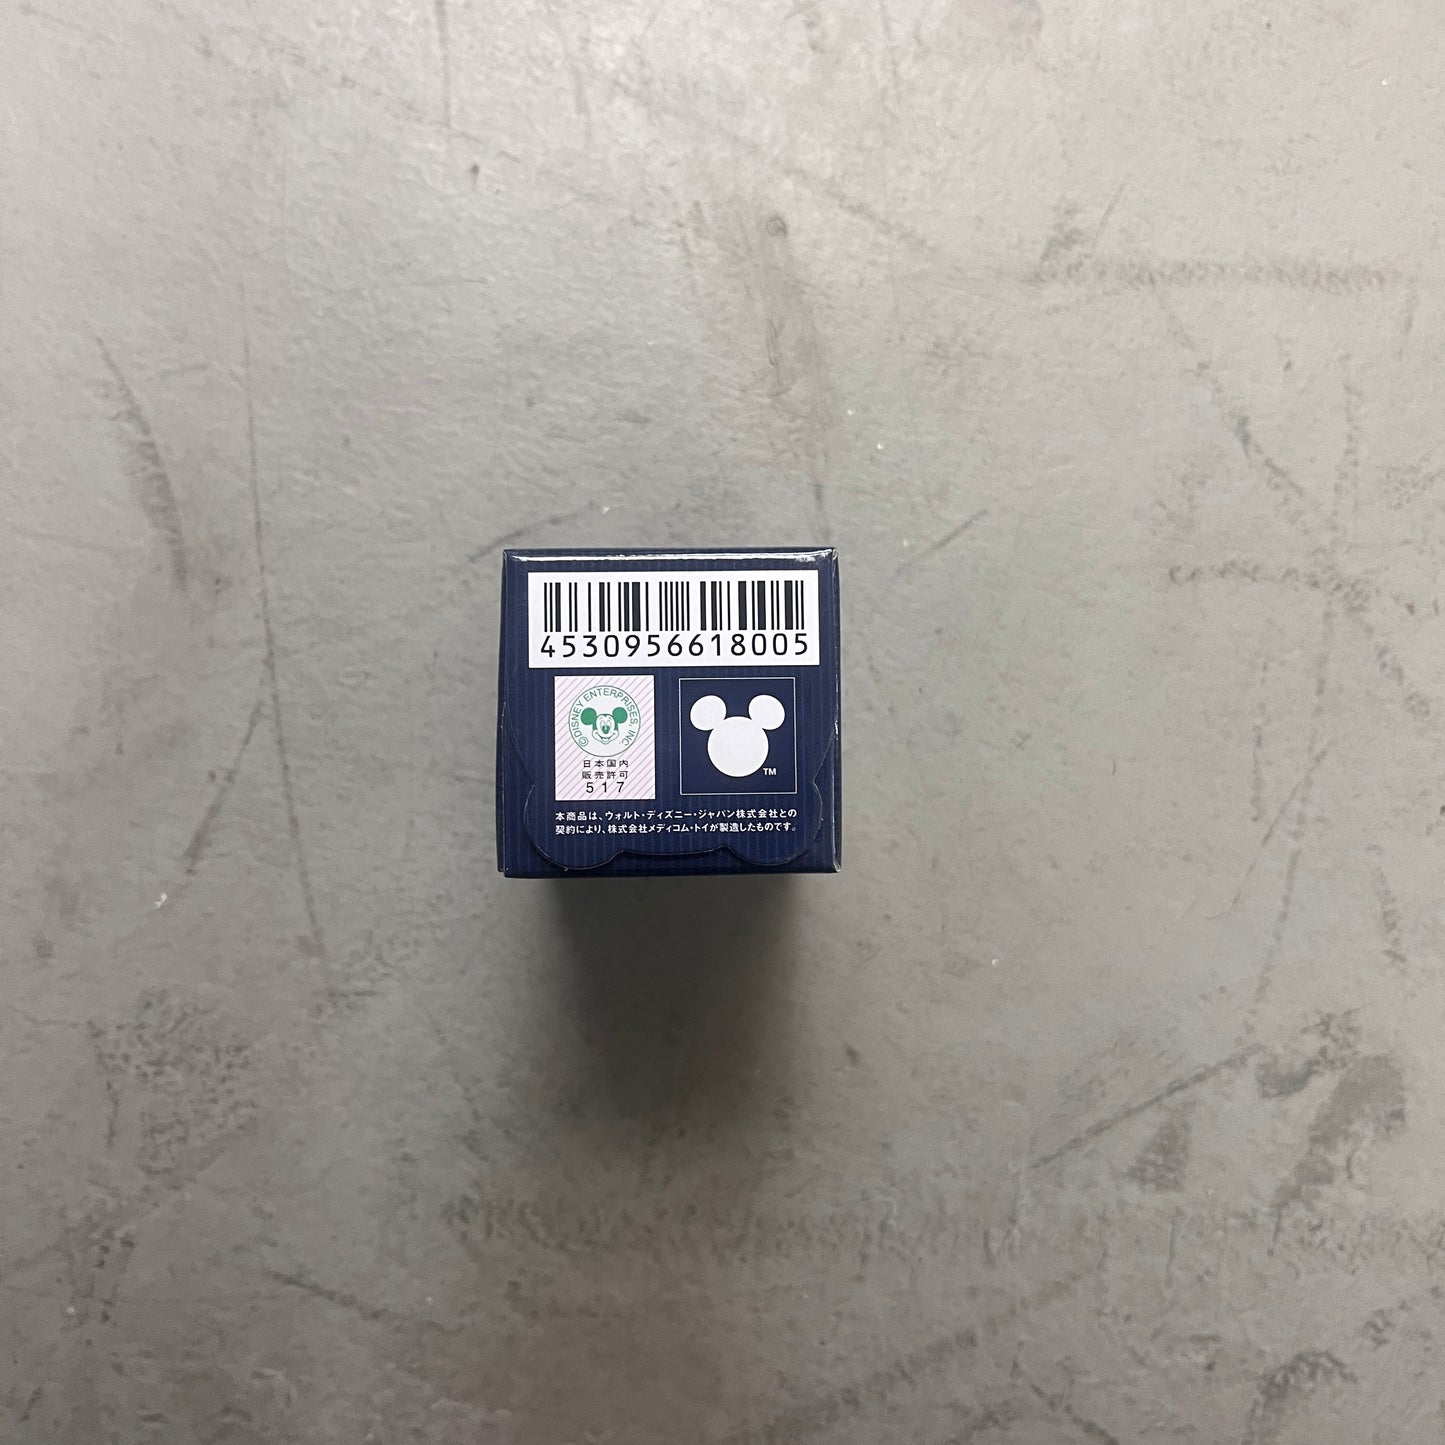 4530956618005
©DISNEY ENTERPRISES, INC.
日本国内
販売許可
517
TM
本商品は、ウォルト・ディズニー・ジャパン株式会社との
契約により、株式会社メディコム・トイが製造したものです。